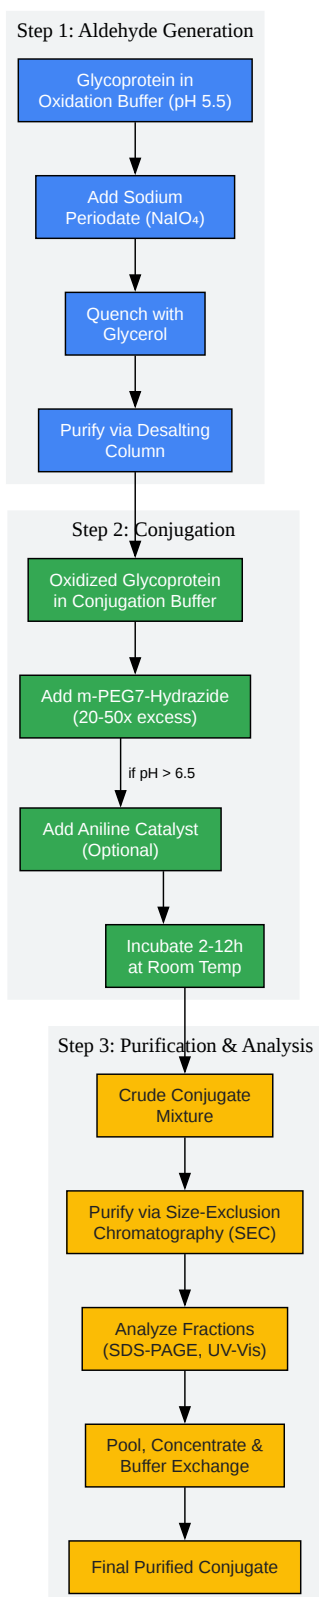 Step 1: Aldehyde Generation
Glycoprotein in
Oxidation Buffer (pH 5.5)
Add Sodium
Periodate (NaIO₄)
Quench with
Glycerol
Purify via Desalting
Column
Step 2: Conjugation
Oxidized Glycoprotein
in Conjugation Buffer
Add m-PEG7-Hydrazide
(20-50x excess)
if pH > 6.5
Add Aniline Catalyst
(Optional)
Incubate 2-12h
at Room Temp
Step 3: Purification & Analysis
Crude Conjugate
Mixture
Purify via Size-Exclusion
Chromatography (SEC)
Analyze Fractions
(SDS-PAGE, UV-Vis)
Pool, Concentrate &
Buffer Exchange
Final Purified Conjugate